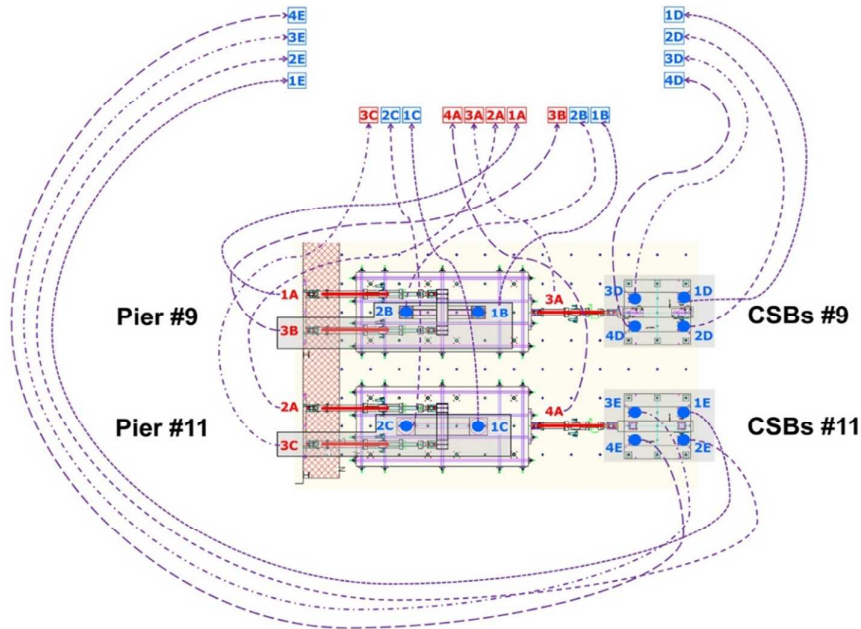 4E 1D
3E 2D
2E 3D
1E 4D
3C 2C 1C 4A 3A 2A 1A 3B 2B 1B
1A 3A 3D 1D
Pier #9 2B 1B CSBs #9
3B 4D 2D
2A 4A 3E 1E
Pier #11 2C 1C CSBs #11
3C 4E 2E